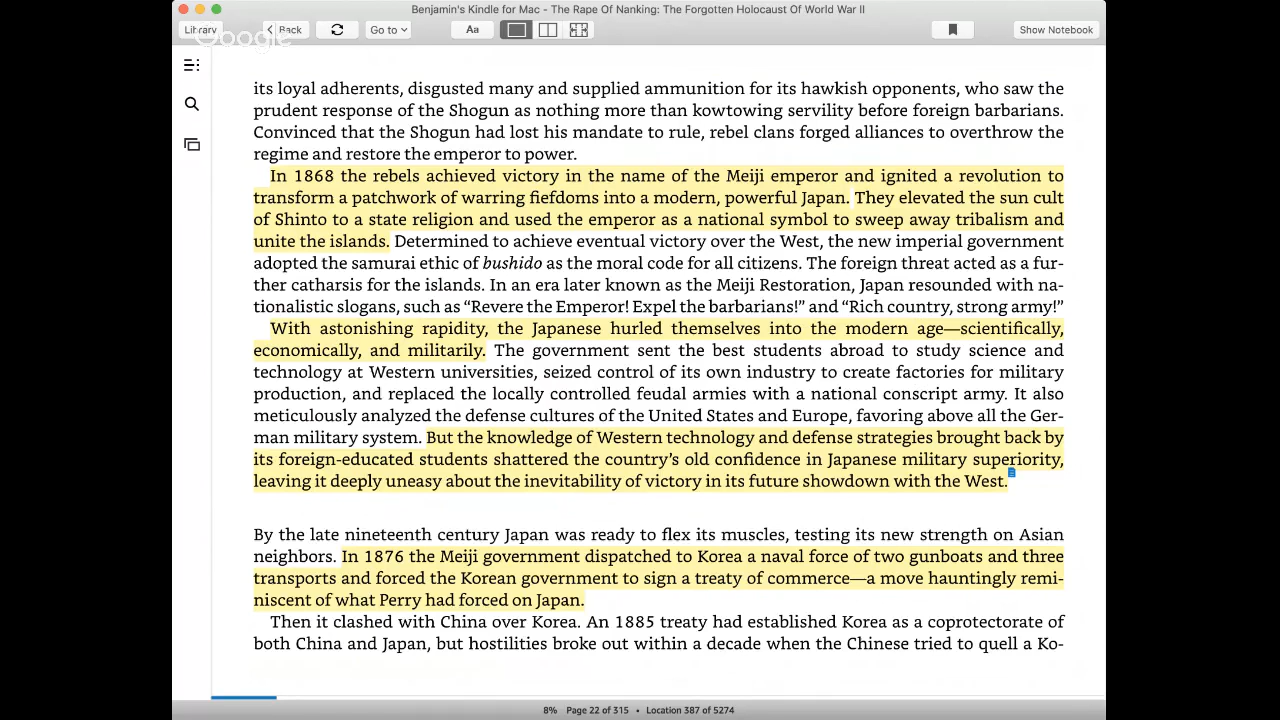 Benjamin's Kindle for Mac - The Rape Of Nanking: The Forgotten Holocaust Of World War II
Library
Back
Go to
Aa
Show Notebook
its loyal adherents, disgusted many and supplied ammunition for its hawkish opponents, who saw the
prudent response of the Shogun as nothing more than kowtowing servility before foreign barbarians.
Convinced that the Shogun had lost his mandate to rule, rebel clans forged alliances to overthrow the
regime and restore the emperor to power.
In 1868 the rebels achieved victory in the name of the Meiji emperor and ignited a revolution to
transform a patchwork of warring fiefdoms into a modern, powerful Japan. They elevated the sun cult
of Shinto to a state religion and used the emperor as a national symbol to sweep away tribalism and
unite the islands. Determined to achieve eventual victory over the West, the new imperial government
adopted the samurai ethic of bushido as the moral code for all citizens. The foreign threat acted as a fur-
ther catharsis for the islands. In an era later known as the Meiji Restoration, Japan resounded with na-
tionalistic slogans, such as “Revere the Emperor! Expel the barbarians!” and “Rich country, strong army!”
With astonishing rapidity, the Japanese hurled themselves into the modern age—scientifically,
economically, and militarily. The government sent the best students abroad to study science and
technology at Western universities, seized control of its own industry to create factories for military
production, and replaced the locally controlled feudal armies with a national conscript army. It also
meticulously analyzed the defense cultures of the United States and Europe, favoring above all the Ger-
man military system. But the knowledge of Western technology and defense strategies brought back by
its foreign-educated students shattered the country’s old confidence in Japanese military superiority,
leaving it deeply uneasy about the inevitability of victory in its future showdown with the West.
By the late nineteenth century Japan was ready to flex its muscles, testing its new strength on Asian
neighbors. In 1876 the Meiji government dispatched to Korea a naval force of two gunboats and three
transports and forced the Korean government to sign a treaty of commerce—a move hauntingly remi-
niscent of what Perry had forced on Japan.
Then it clashed with China over Korea. An 1885 treaty had established Korea as a coprotectorate of
both China and Japan, but hostilities broke out within a decade when the Chinese tried to quell a Ko-
8% Page 22 of 315 • Location 387 of 5274